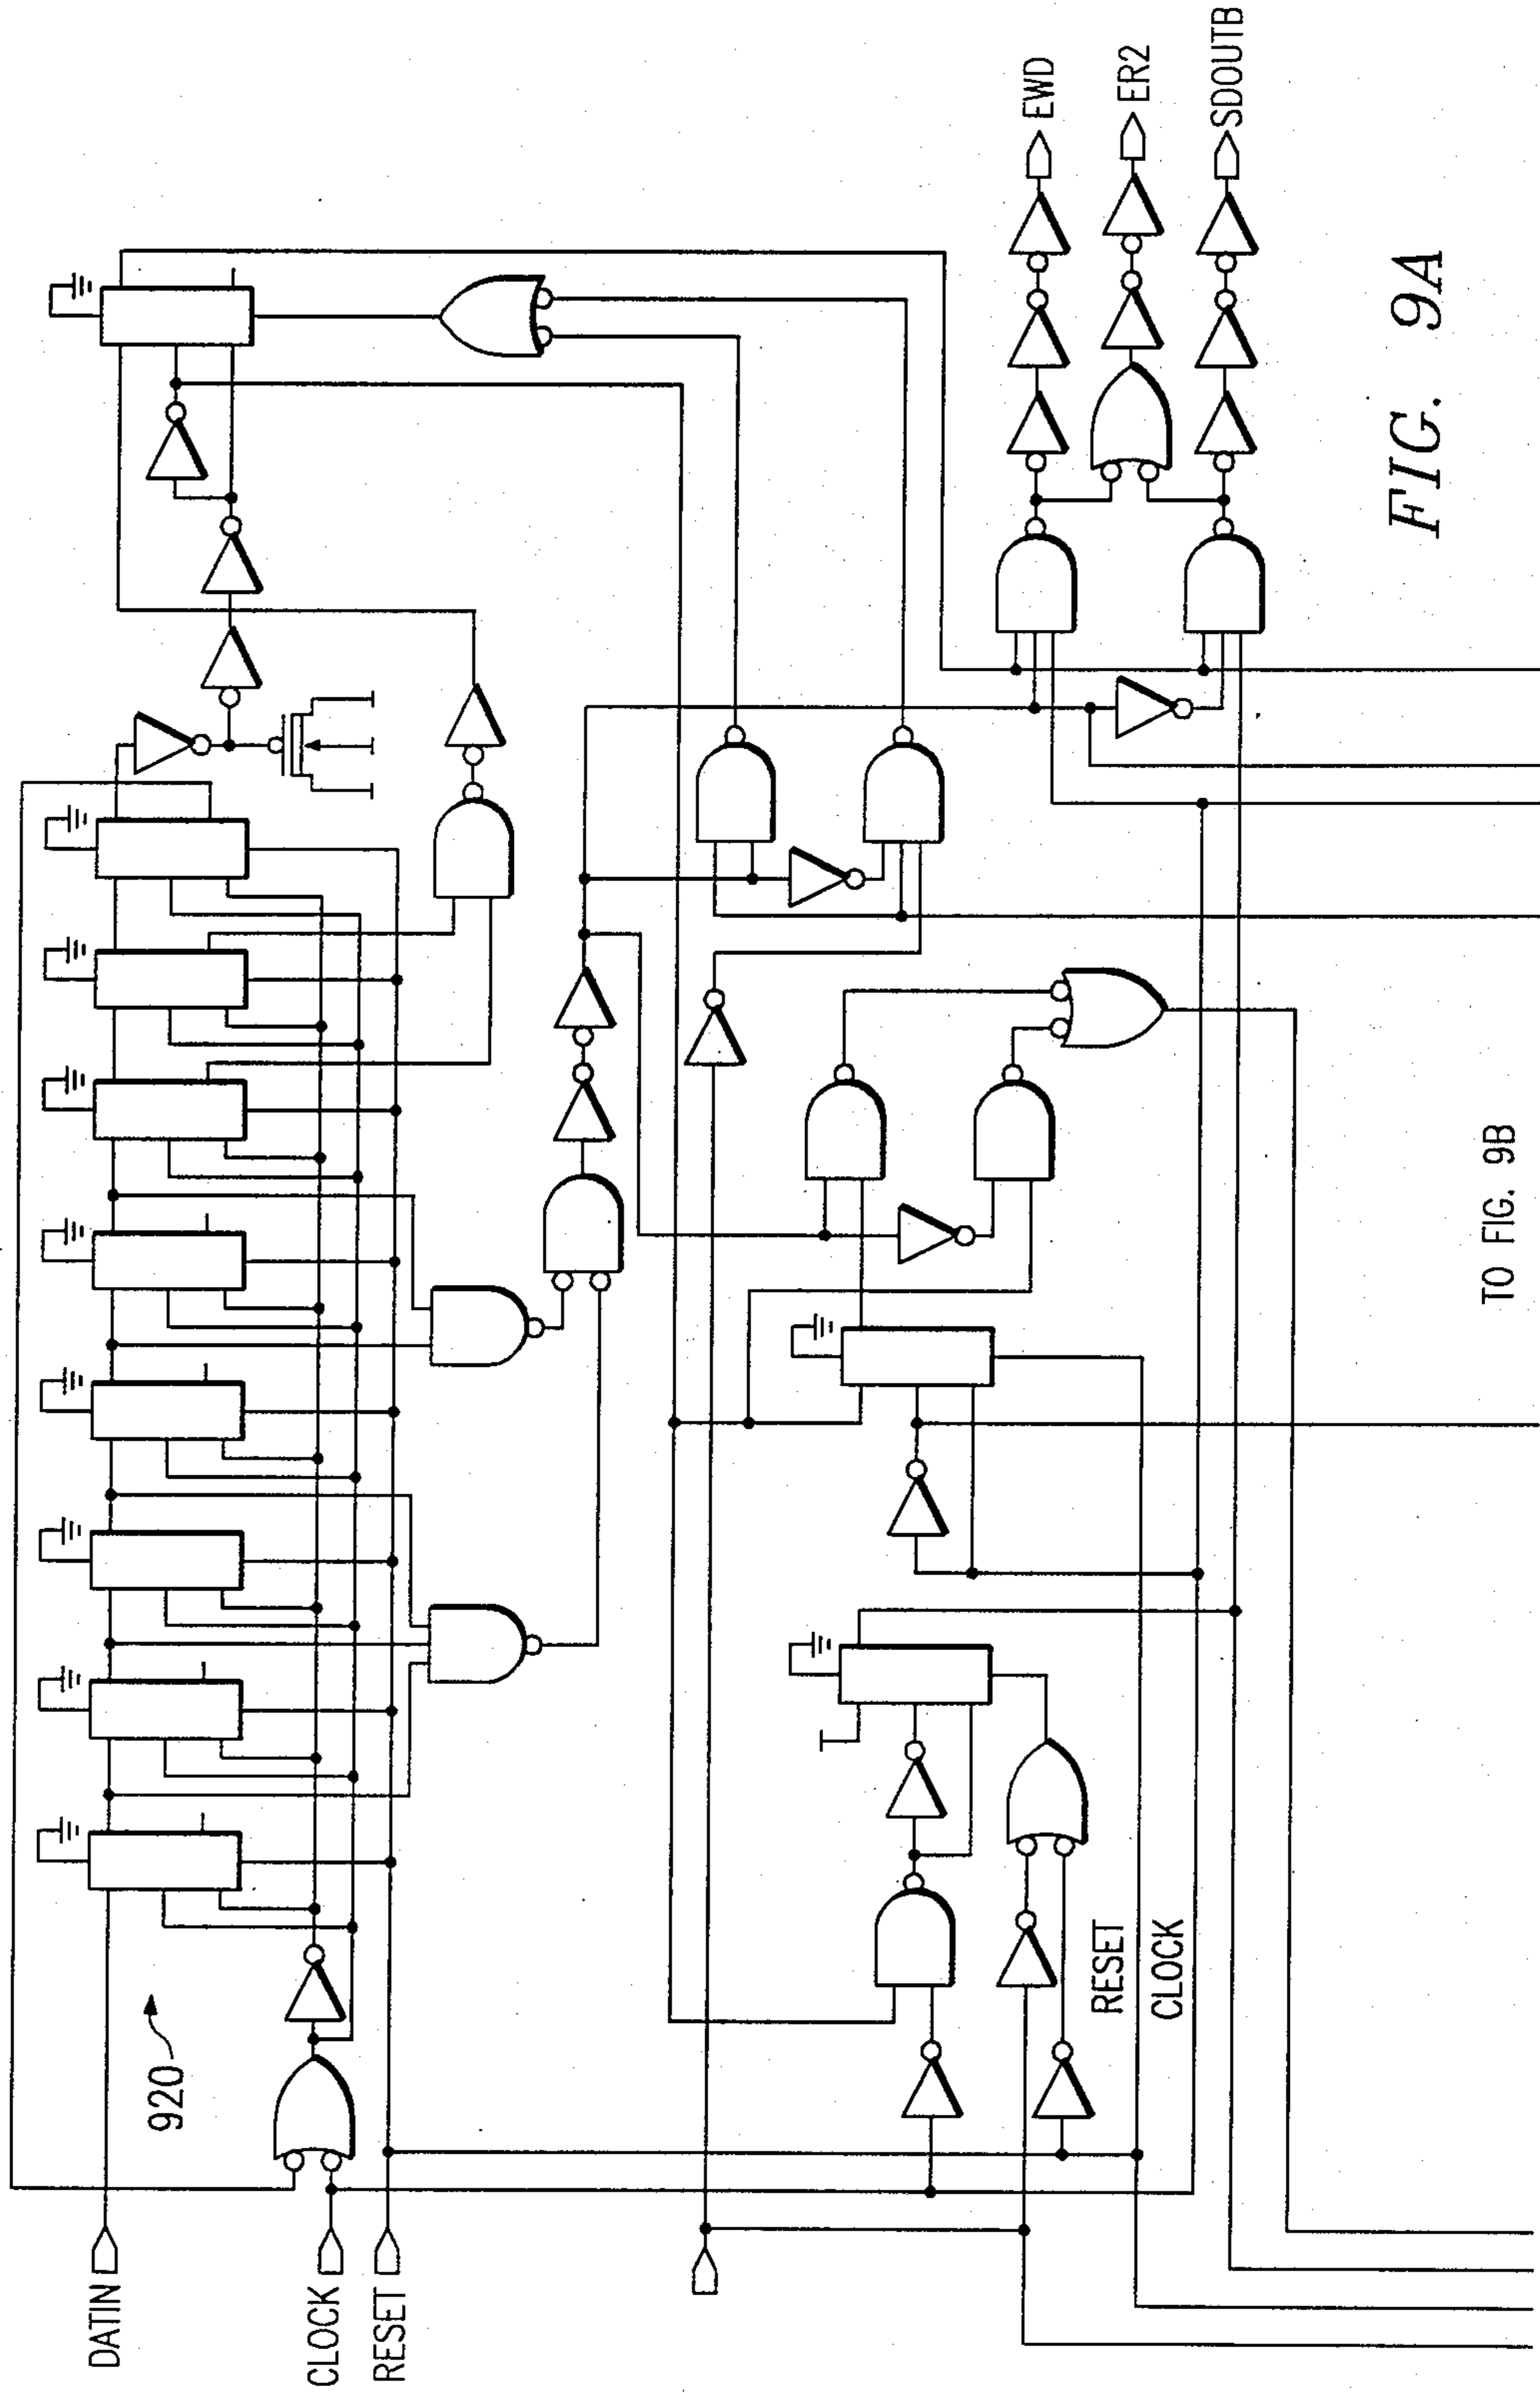 DATIN
CLOCK
RESET
920
RESET
CLOCK
EWD
ER2
SDOUTB
TO FIG. 9B
FIG. 9A